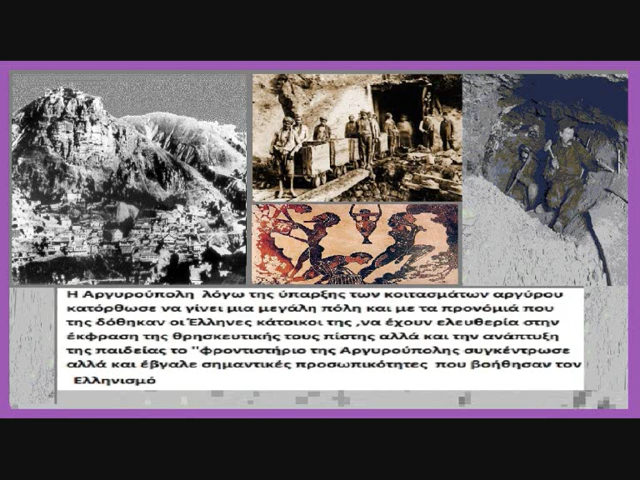 Η Αργυρούπολη λόγω της ύπαρξης των κοιτασμάτων αργύρου
κατόρθωσε να γίνει μια μεγάλη πόλη και με τα προνόμιά που
της δόθηκαν οι Έλληνες κάτοικοι της ,να έχουν ελευθερία στην
έκφραση της θρησκευτικής τους πίστης αλλά και την ανάπτυξη
της παιδείας το "φροντιστήριο της Αργυρούπολης συγκέντρωσε
αλλά και έβγαλε σημαντικές προσωπικότητες που βοήθησαν τον
Ελληνισμό